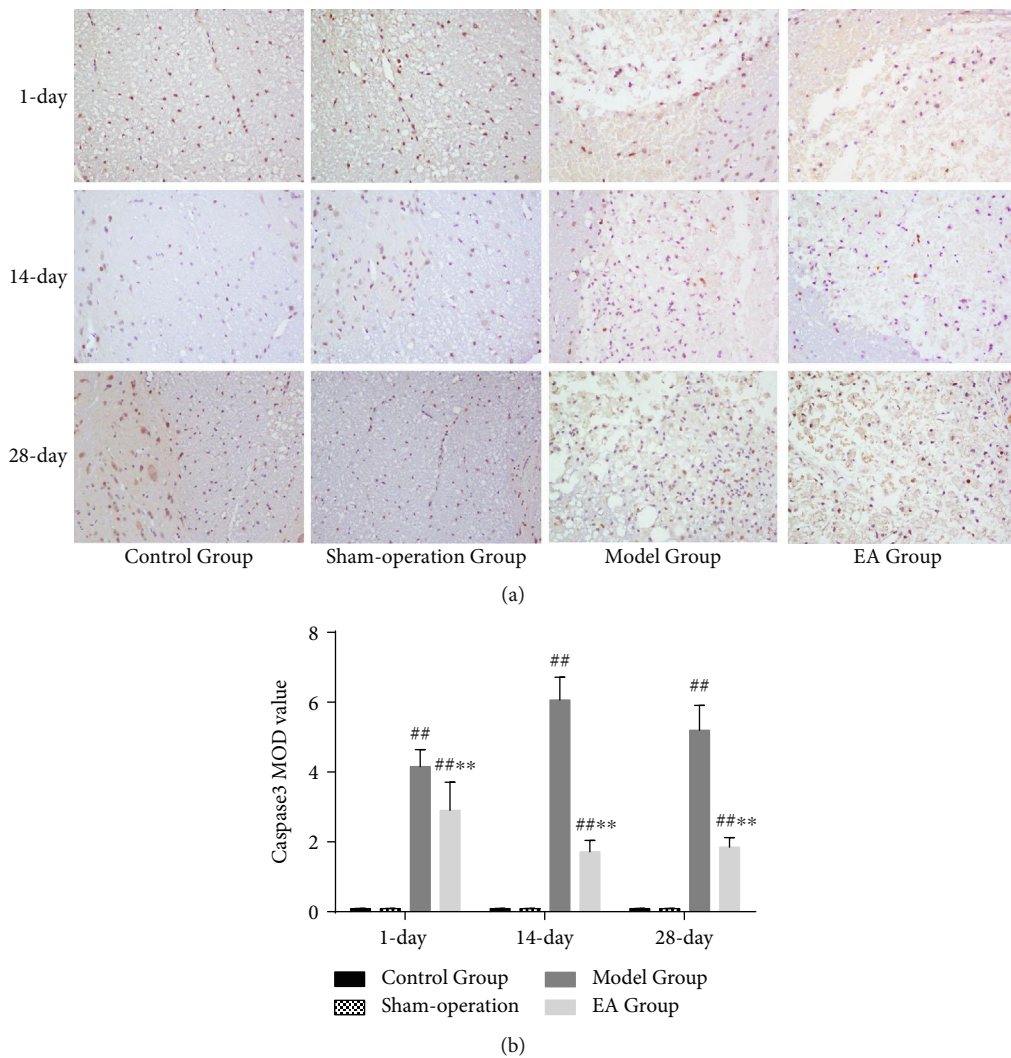 1-day
14-day
28-day
Control Group Sham-operation Group Model Group EA Group
(a)
8
6
4
2
0
Caspase3 MOD value
##
##**
##
##**
##
##**
1-day 14-day 28-day
Control Group Model Group
Sham-operation EA Group
(b)